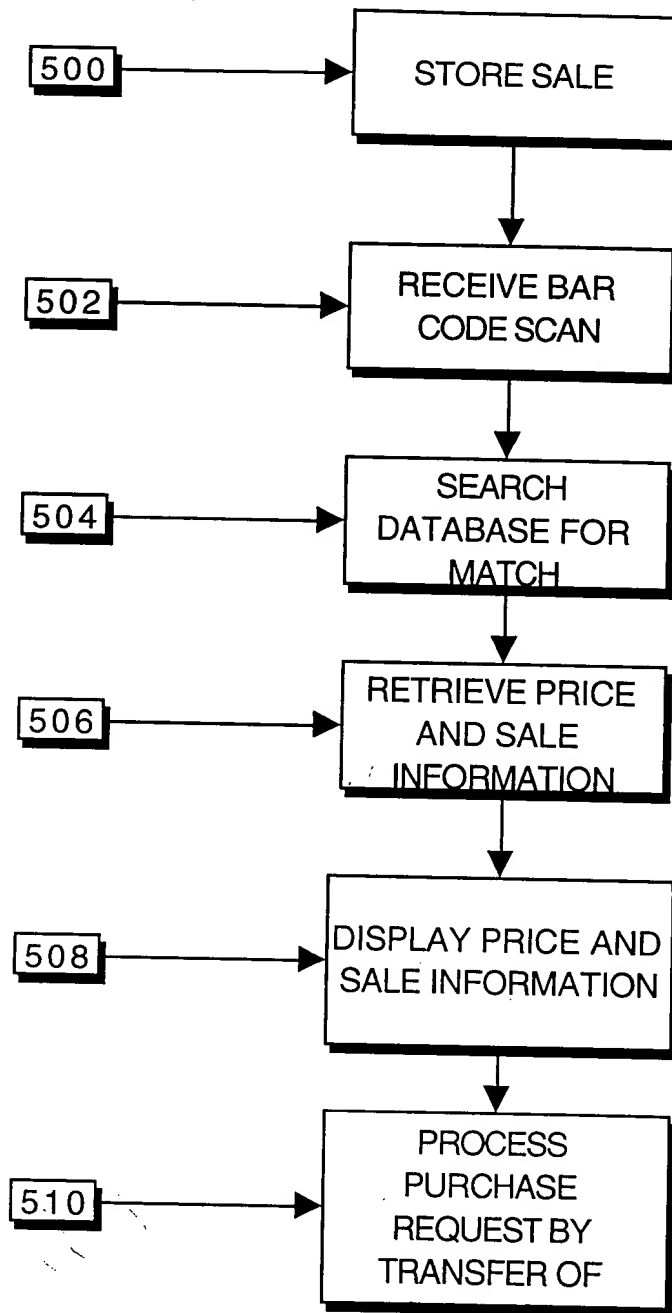 500
STORE SALE
502
RECEIVE BAR
CODE SCAN
504
SEARCH
DATABASE FOR
MATCH
506
RETRIEVE PRICE
AND SALE
INFORMATION
508
DISPLAY PRICE AND
SALE INFORMATION
510
PROCESS
PURCHASE
REQUEST BY
TRANSFER OF